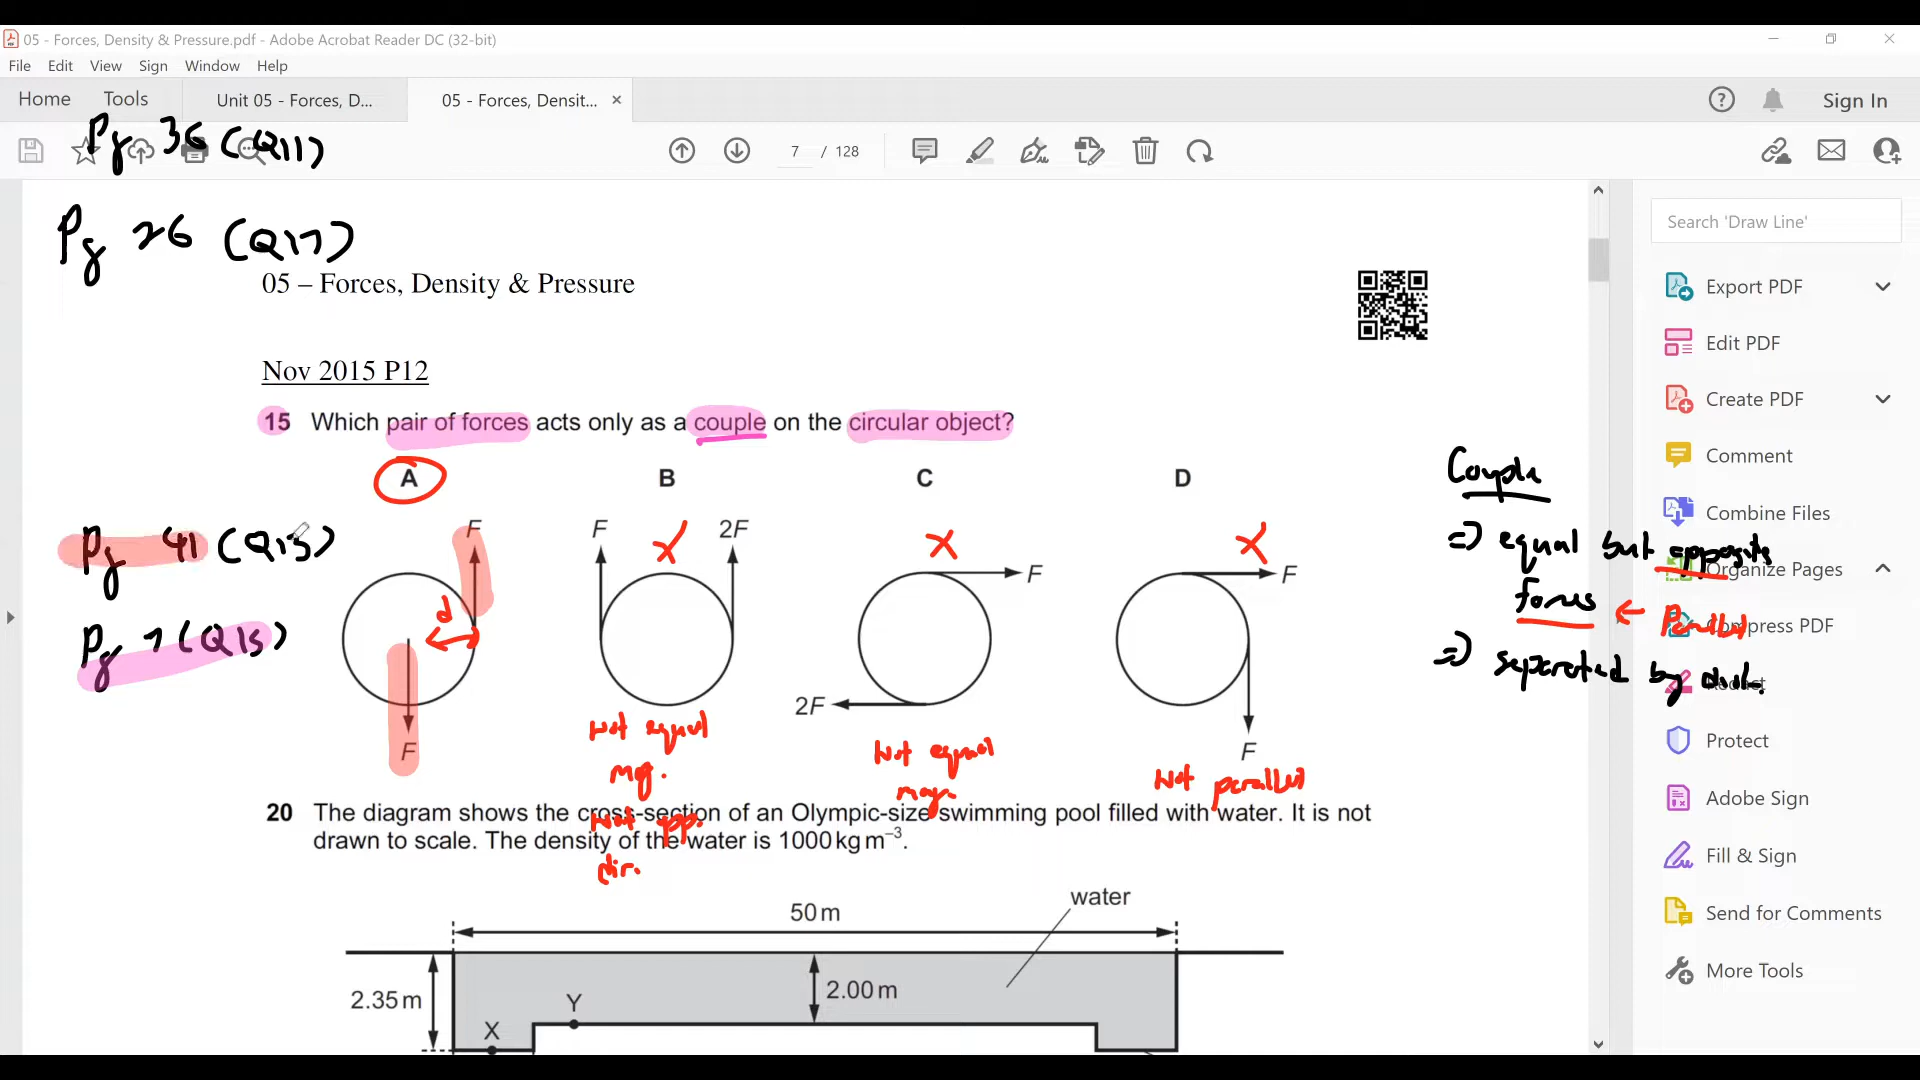 05 - Forces, Density & Pressure.pdf - Adobe Acrobat Reader DC (32-bit)
File Edit View Sign Window Help
Home Tools Unit 05 - Forces, D... 05 - Forces, Densit... × Sign In
Pg 36 (Q11)
7 / 128
Pg 26 (Q17)
Search 'Draw Line'
05 – Forces, Density & Pressure
Export PDF
Edit PDF
Nov 2015 P12
Create PDF
15 Which pair of forces acts only as a couple on the circular object?
Comment
A B C D
Couple
Combine Files
Pg 41 (Q15)
F
F 2F
F
F
⇒ equal but opposite
Organize Pages
forces ← Parallel
d
Compress PDF
Pg 7 (Q15)
⇒ separated by dist.
Redact
2F
F
F
Not equal
mag.
Not opp.
dir.
Not equal
mag.
Not parallel
Protect
Adobe Sign
Fill & Sign
Send for Comments
More Tools
20 The diagram shows the cross-section of an Olympic-size swimming pool filled with water. It is not
drawn to scale. The density of the water is 1000 kg m⁻³.
water
50 m
2.35 m
2.00 m
Y
X